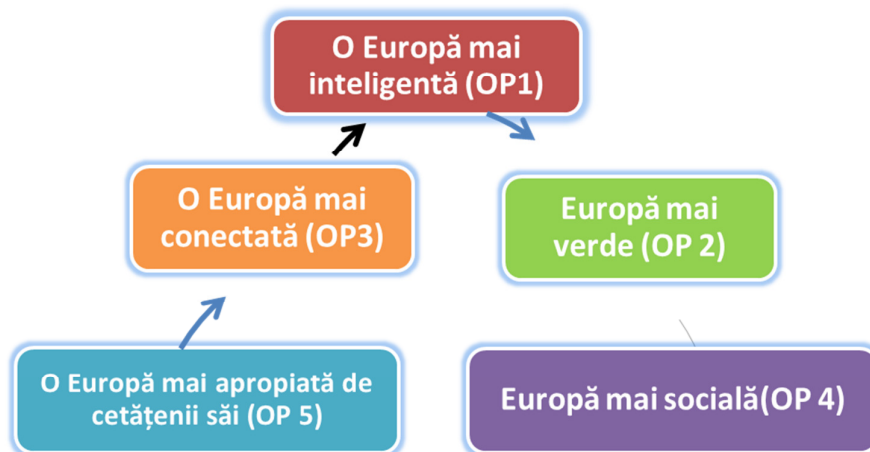 O Europă mai
inteligentă (OP1)
O Europă mai
conectată (OP3)
Europă mai
verde (OP 2)
O Europă mai apropiată de
cetățenii săi (OP 5)
Europă mai socială(OP 4)